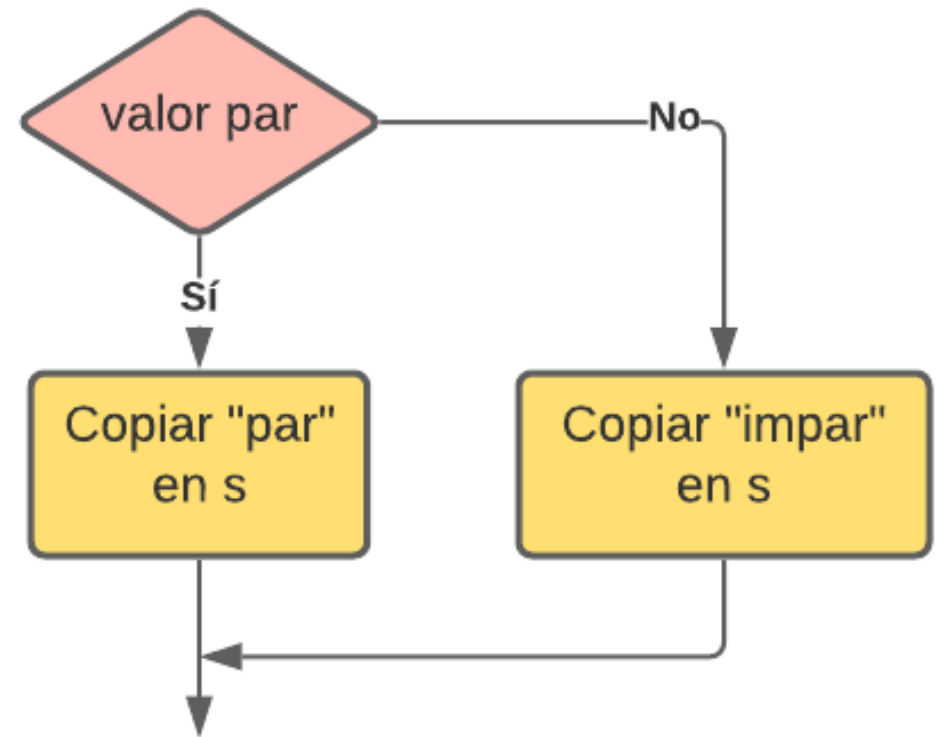 valor par
No
Sí
Copiar "par"
en s
Copiar "impar"
en s